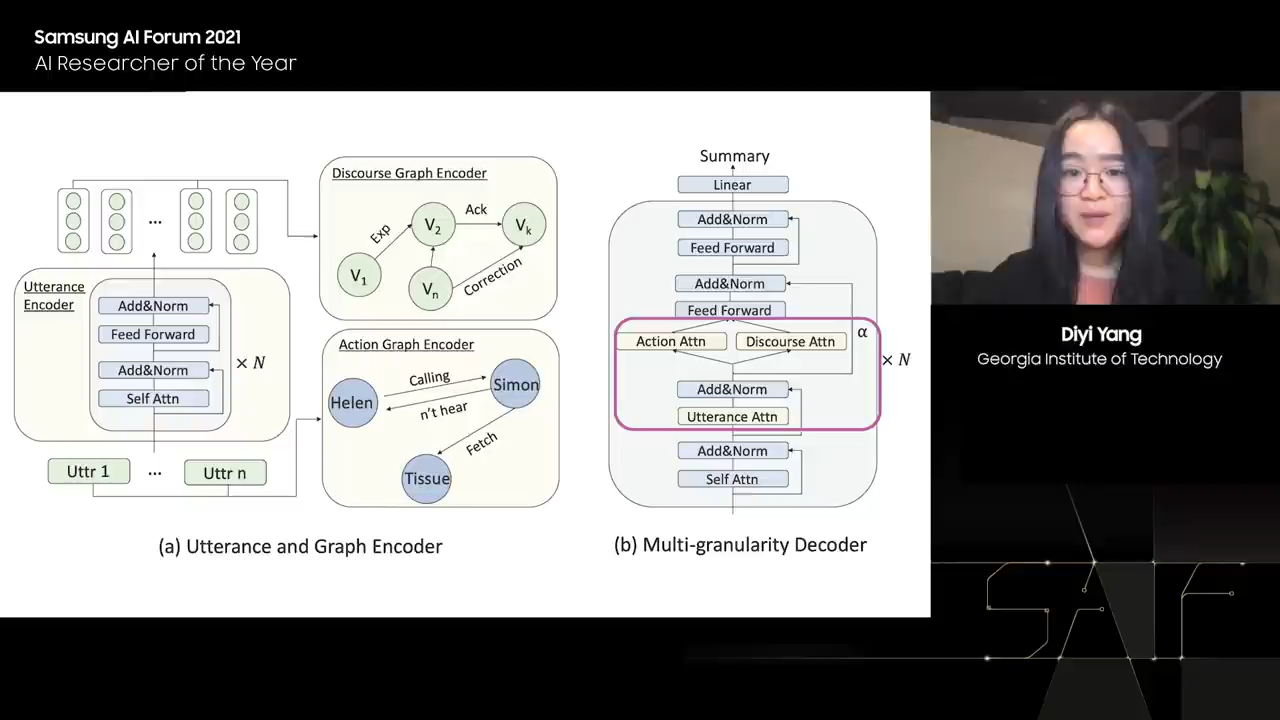 Samsung AI Forum 2021
AI Researcher of the Year
Discourse Graph Encoder
V1
V2
Vk
Vn
Exp
Ack
Correction
...
Utterance
Encoder
Add&Norm
Feed Forward
Add&Norm
Self Attn
× N
Uttr 1
...
Uttr n
Action Graph Encoder
Helen
Calling
n't hear
Simon
Fetch
Tissue
(a) Utterance and Graph Encoder
Summary
Linear
Add&Norm
Feed Forward
Add&Norm
Feed Forward
Action Attn
Discourse Attn
α
× N
Add&Norm
Utterance Attn
Add&Norm
Self Attn
(b) Multi-granularity Decoder
Diyi Yang
Georgia Institute of Technology
SAIF